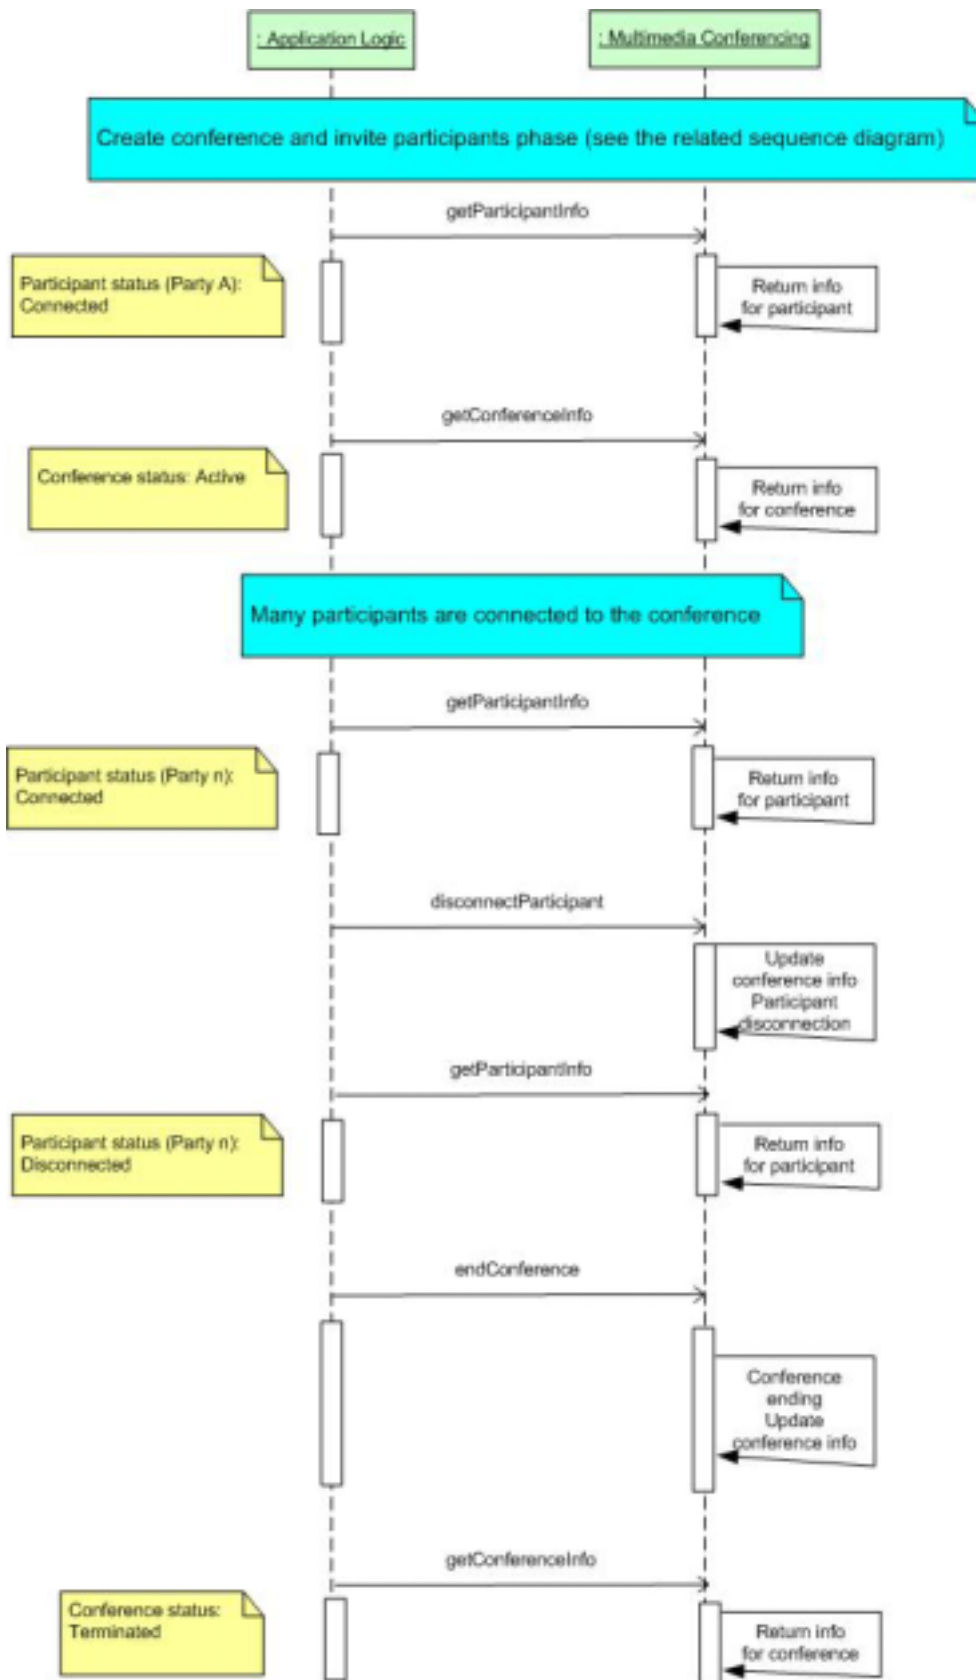 : Application Logic
: Multimedia Conferencing
Create conference and invite participants phase (see the related sequence diagram)
getParticipantInfo
Participant status (Party A):
Connected
Return info
for participant
getConferenceInfo
Conference status: Active
Return info
for conference
Many participants are connected to the conference
getParticipantInfo
Participant status (Party n):
Connected
Return info
for participant
disconnectParticipant
Update
conference info
Participant
disconnection
getParticipantInfo
Participant status (Party n):
Disconnected
Return info
for participant
endConference
Conference
ending
Update
conference info
getConferenceInfo
Conference status:
Terminated
Return info
for conference